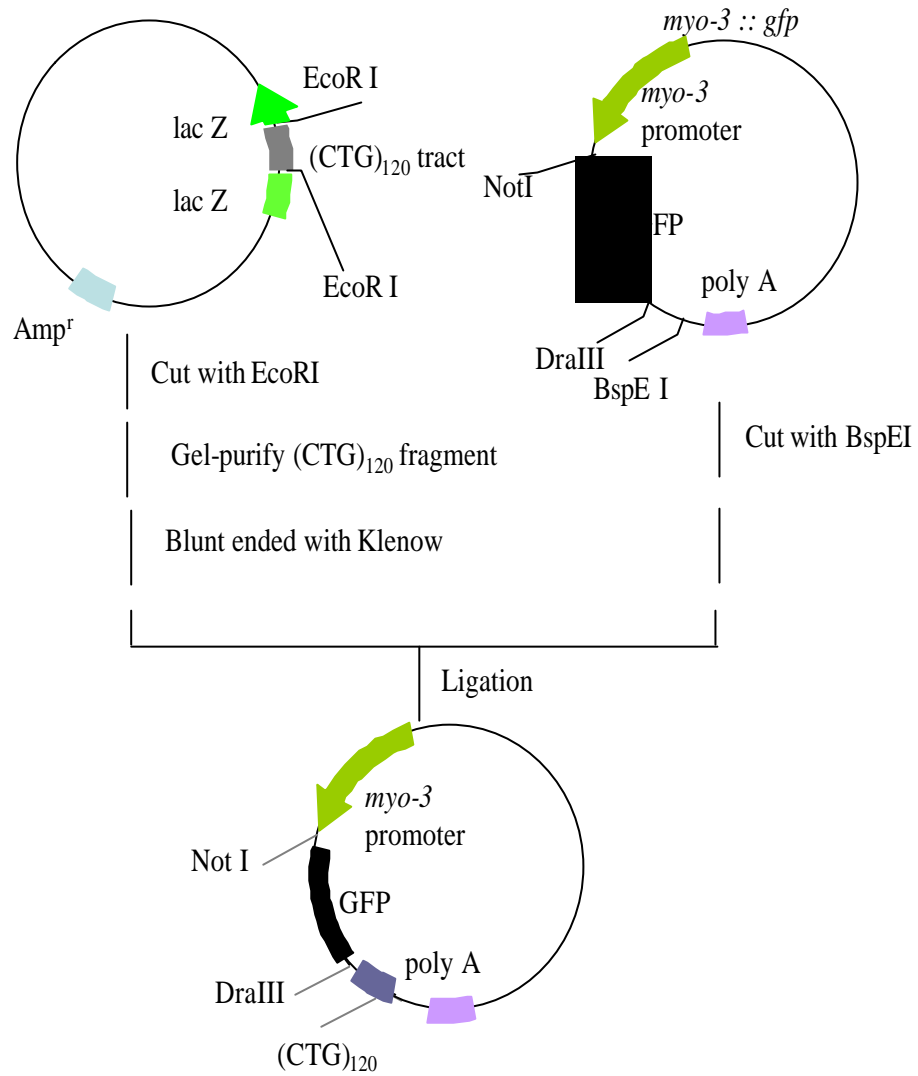 EcoR I
lac Z
(CTG)120 tract
lac Z
EcoR I
Ampr
myo-3 :: gfp
myo-3
promoter
NotI
FP
poly A
DraIII
BspE I
Cut with EcoRI
Gel-purify (CTG)120 fragment
Blunt ended with Klenow
Cut with BspEI
Ligation
myo-3
promoter
Not I
GFP
poly A
DraIII
(CTG)120